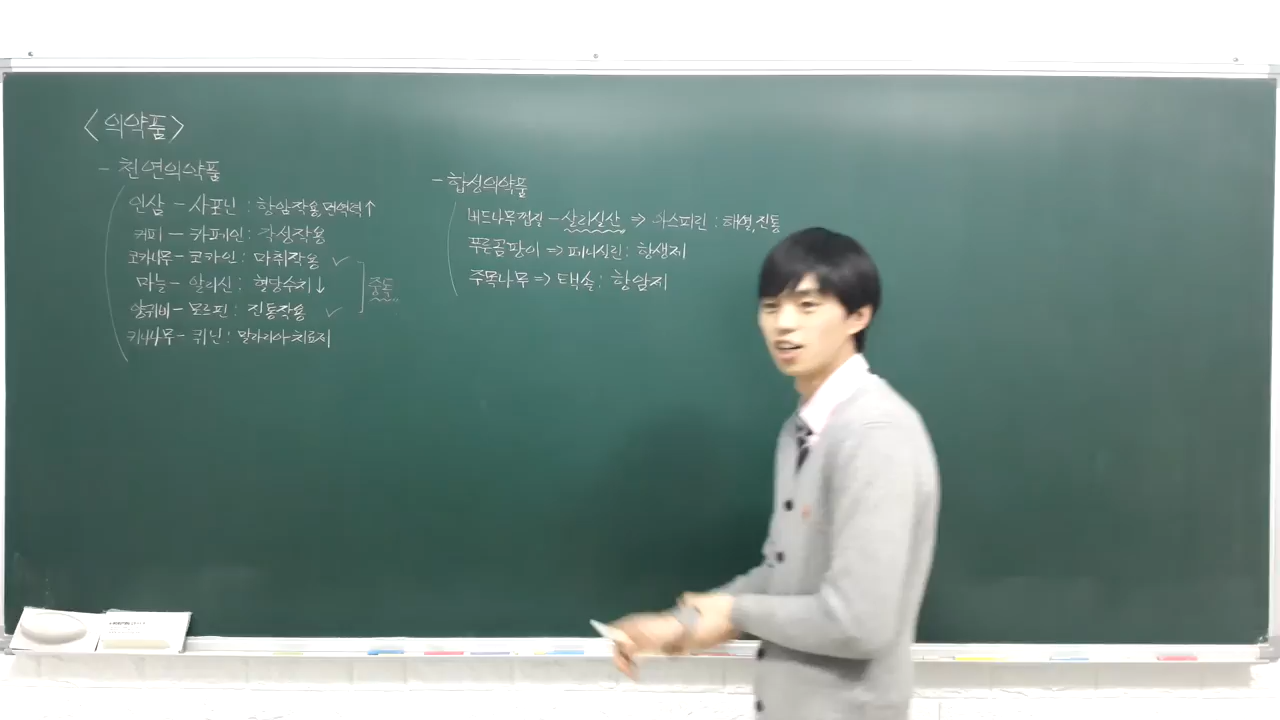 <의약품>
- 천연의약품
인삼 - 사포닌 : 항암작용, 면역력↑
커피 - 카페인 : 각성작용
코카나무 - 코카인 : 마취작용 ✓
마늘 - 알리신 : 혈당수치↓
양귀비 - 모르핀 : 진통작용 ✓
키나나무 - 퀴닌 : 말라리아 치료제
중독
- 합성의약품
버드나무 껍질 - 살리실산 ⇒ 아스피린 : 해열, 진통
푸른곰팡이 ⇒ 페니실린 : 항생제
주목나무 ⇒ 택솔 : 항암제